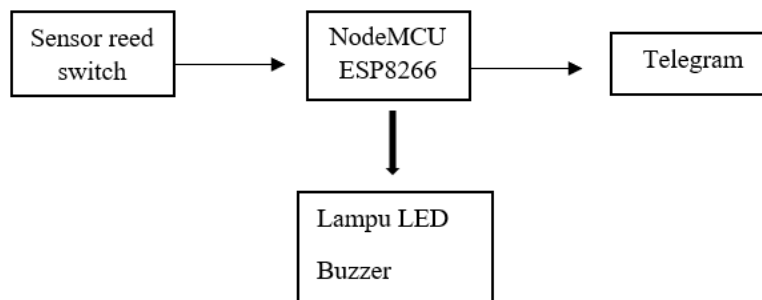 Sensor reed
switch
NodeMCU
ESP8266
Telegram
Lampu LED
Buzzer